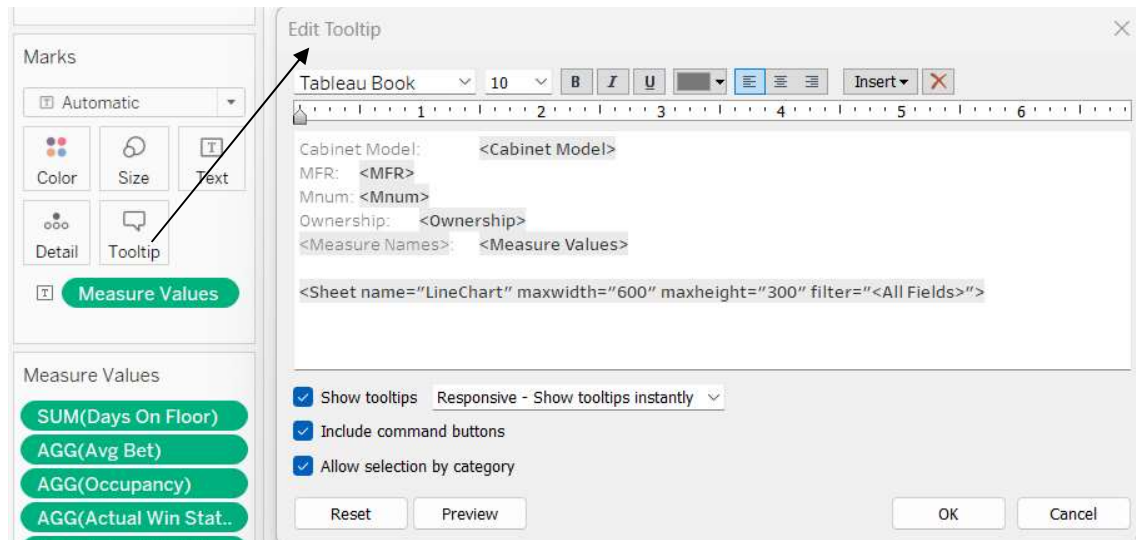 Marks
Automatic
Color Size Text
Detail Tooltip
Measure Values
Measure Values
SUM(Days On Floor)
AGG(Avg Bet)
AGG(Occupancy)
AGG(Actual Win Stat..
Edit Tooltip
Tableau Book 10 B I U Insert
1 2 3 4 5 6
Cabinet Model: <Cabinet Model>
MFR: <MFR>
Mnum: <Mnum>
Ownership: <Ownership>
<Measure Names>: <Measure Values>
<Sheet name="LineChart" maxwidth="600" maxheight="300" filter="<All Fields>">
Show tooltips Responsive - Show tooltips instantly
Include command buttons
Allow selection by category
Reset Preview OK Cancel